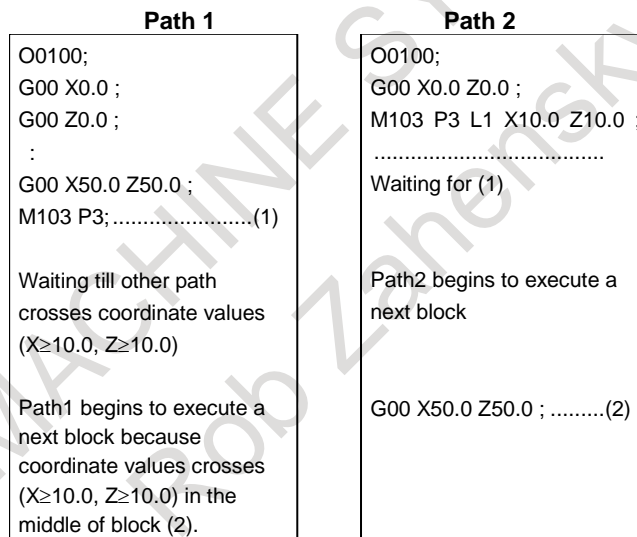 Path 1
O0100;
G00 X0.0 ;
G00 Z0.0 ;
:
G00 X50.0 Z50.0 ;
M103 P3; .......................(1)
Waiting till other path
crosses coordinate values
(X≥10.0, Z≥10.0)
Path1 begins to execute a
next block because
coordinate values crosses
(X≥10.0, Z≥10.0) in the
middle of block (2).
Path 2
O0100;
G00 X0.0 Z0.0 ;
M103 P3 L1 X10.0 Z10.0 ;
.....................................
Waiting for (1)
Path2 begins to execute a
next block
G00 X50.0 Z50.0 ; .........(2)
MACHINE SY
Rob Zahensky